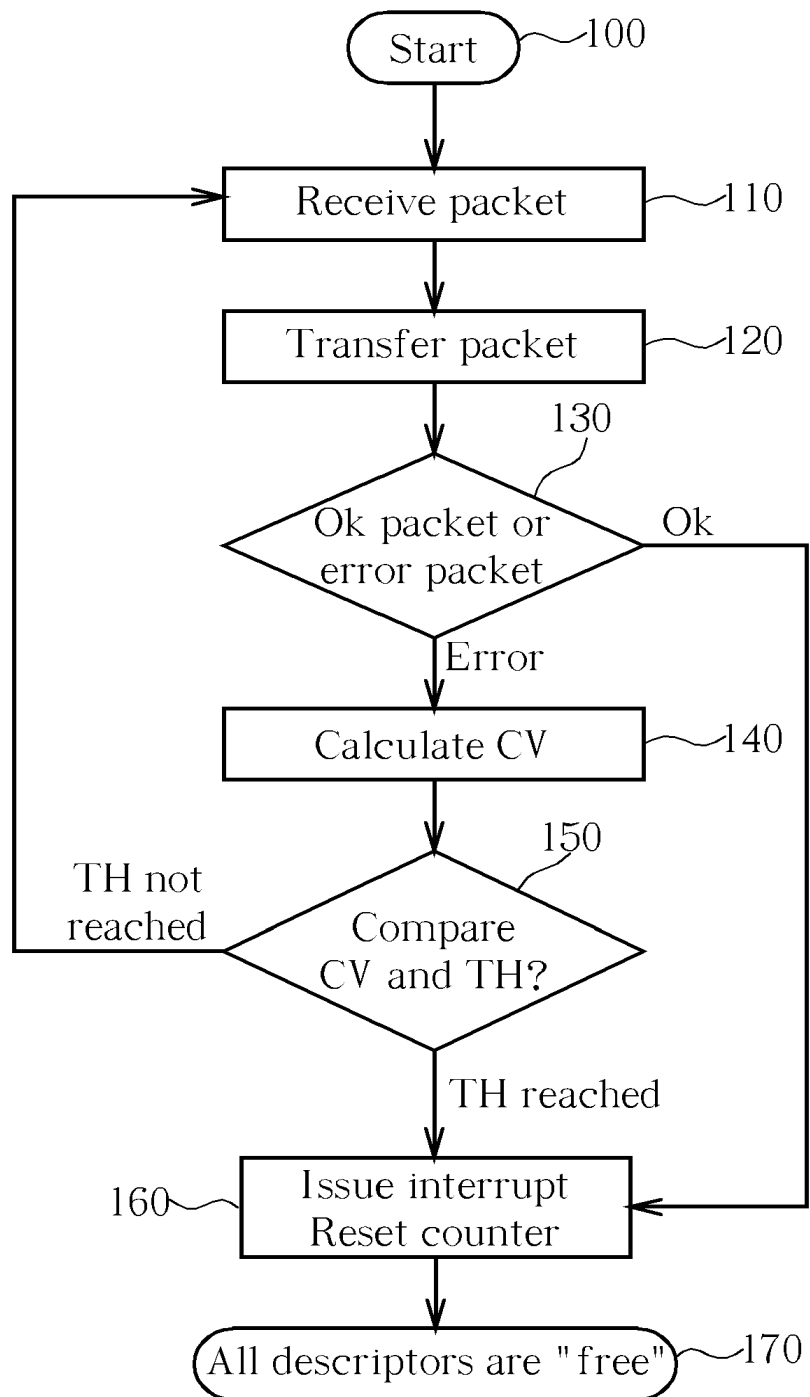 Start
100
Receive packet
110
Transfer packet
120
130
Ok packet or
error packet
Ok
Error
Calculate CV
140
150
TH not
reached
Compare
CV and TH?
TH reached
160
Issue interrupt
Reset counter
All descriptors are "free"
170